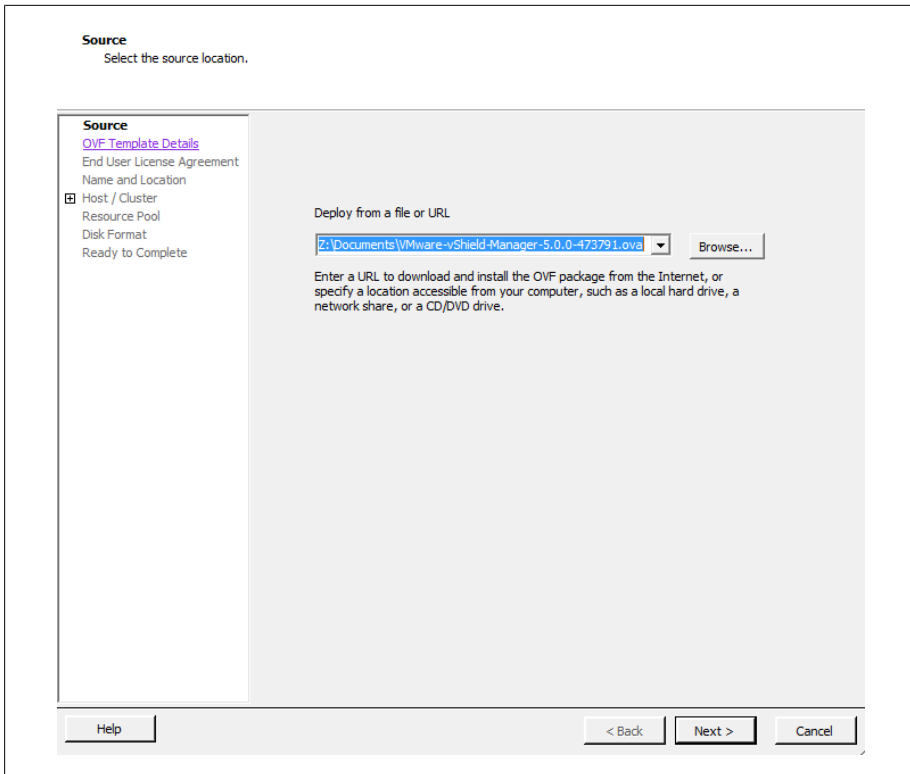 Source
Select the source location.
Source
OVF Template Details
End User License Agreement
Name and Location
Host / Cluster
Resource Pool
Disk Format
Ready to Complete
Deploy from a file or URL
Z:\Documents\VMware-vShield-Manager-5.0.0-473791.ova
Browse...
Enter a URL to download and install the OVF package from the Internet, or
specify a location accessible from your computer, such as a local hard drive, a
network share, or a CD/DVD drive.
Help
< Back
Next >
Cancel